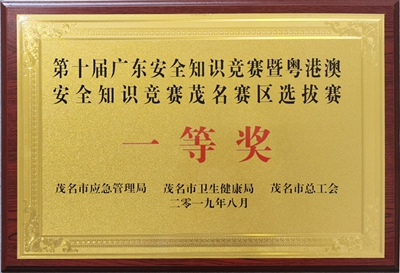 第十届广东安全知识竞赛暨粤港澳
安全知识竞赛茂名赛区选拔赛
一等奖
茂名市应急管理局 茂名市卫生健康局 茂名市总工会
二零一九年八月